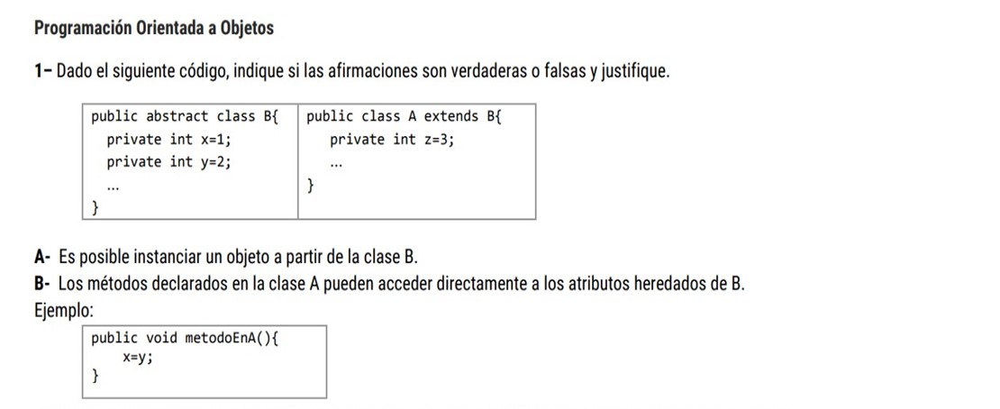 Programación Orientada a Objetos
1- Dado el siguiente código, indique si las afirmaciones son verdaderas o falsas y justifique.
public abstract class B{
private int x=1;
private int y=2;
...
}
public class A extends B{
private int z=3;
...
}
A- Es posible instanciar un objeto a partir de la clase B.
B- Los métodos declarados en la clase A pueden acceder directamente a los atributos heredados de B.
Ejemplo:
public void metodoEnA(){
x=y;
}